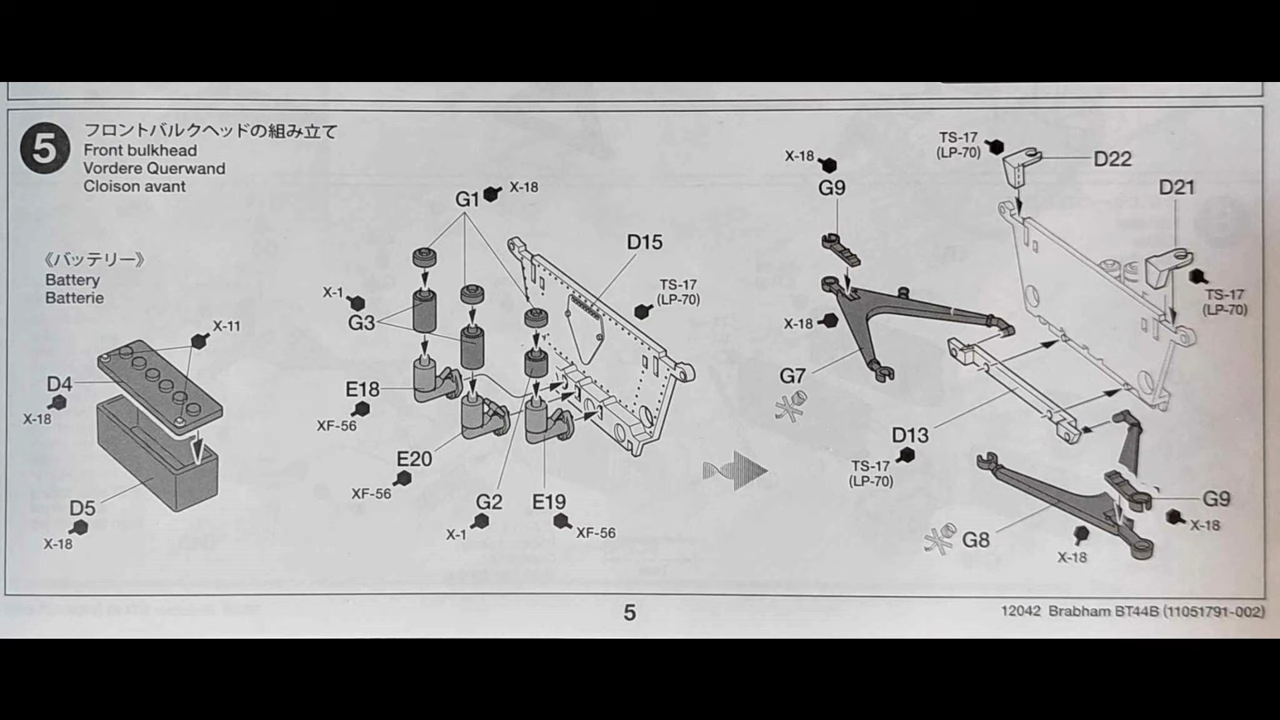 5
フロントバルクヘッドの組み立て
Front bulkhead
Vordere Querwand
Cloison avant
《バッテリー》
Battery
Batterie
X-11
D4
X-18
D5
X-18
G1
X-18
D15
TS-17
(LP-70)
X-1
G3
E18
XF-56
E20
XF-56
G2
X-1
E19
XF-56
X-18
G9
TS-17
(LP-70)
D22
D21
TS-17
(LP-70)
X-18
G7
D13
TS-17
(LP-70)
G9
X-18
G8
X-18
5
12042 Brabham BT44B (11051791-002)